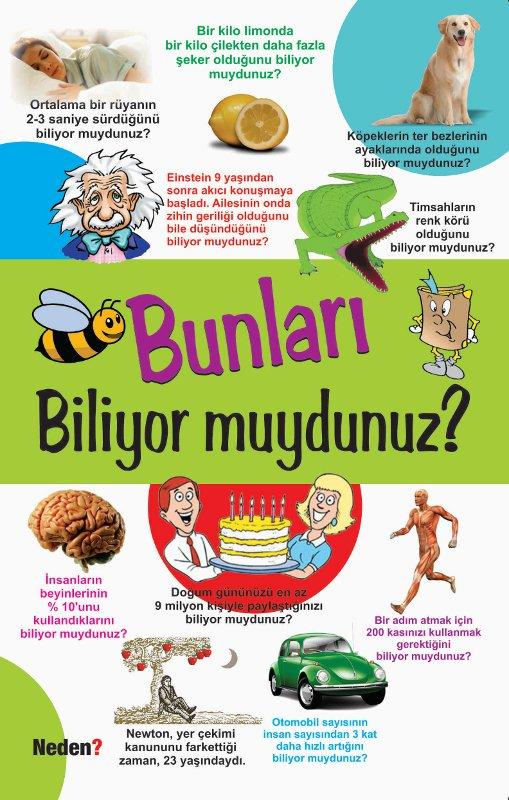 Bir kilo limonda
bir kilo çilekten daha fazla
şeker olduğunu biliyor
muydunuz?
Ortalama bir rüyanın
2-3 saniye sürdüğünü
biliyor muydunuz?
Köpeklerin ter bezlerinin
ayaklarında olduğunu
biliyor muydunuz?
Einstein 9 yaşından
sonra akıcı konuşmaya
başladı. Ailesinin onda
zihin geriliği olduğunu
bile düşündüğünü
biliyor muydunuz?
Timsahların
renk körü
olduğunu
biliyor muydunuz?
Bunları
Biliyor muydunuz?
İnsanların
beyinlerinin
% 10'unu
kullandıklarını
biliyor muydunuz?
Doğum gününüzü en az
9 milyon kişiyle paylaştığınızı
biliyor muydunuz?
Bir adım atmak için
200 kasınızı kullanmak
gerektiğini
biliyor muydunuz?
Neden?
Newton, yer çekimi
kanununu farkettiği
zaman, 23 yaşındaydı.
Otomobil sayısının
insan sayısından 3 kat
daha hızlı artığını
biliyor muydunuz?